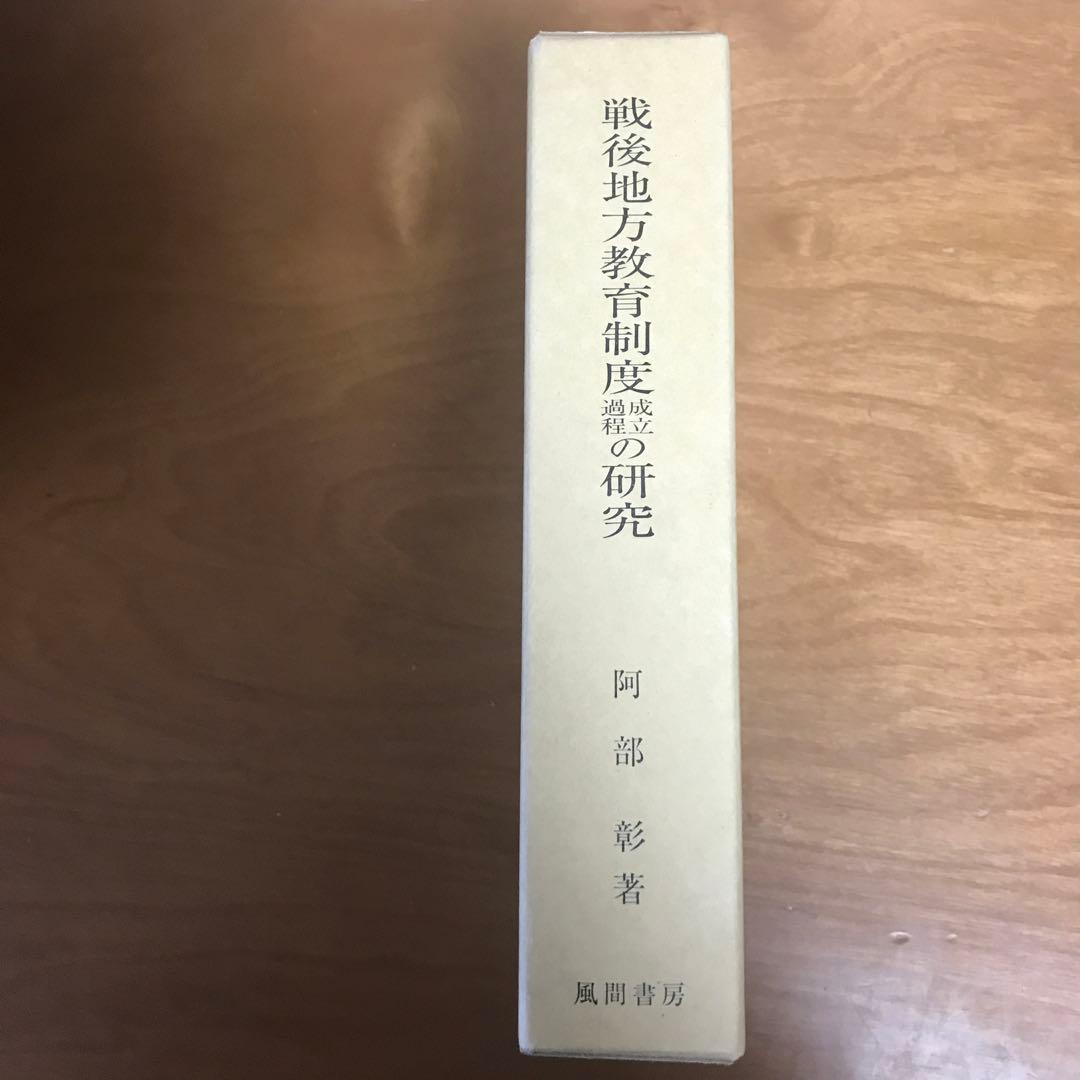 戦後地方教育制度成立過程の研究
阿部彰著
風間書房